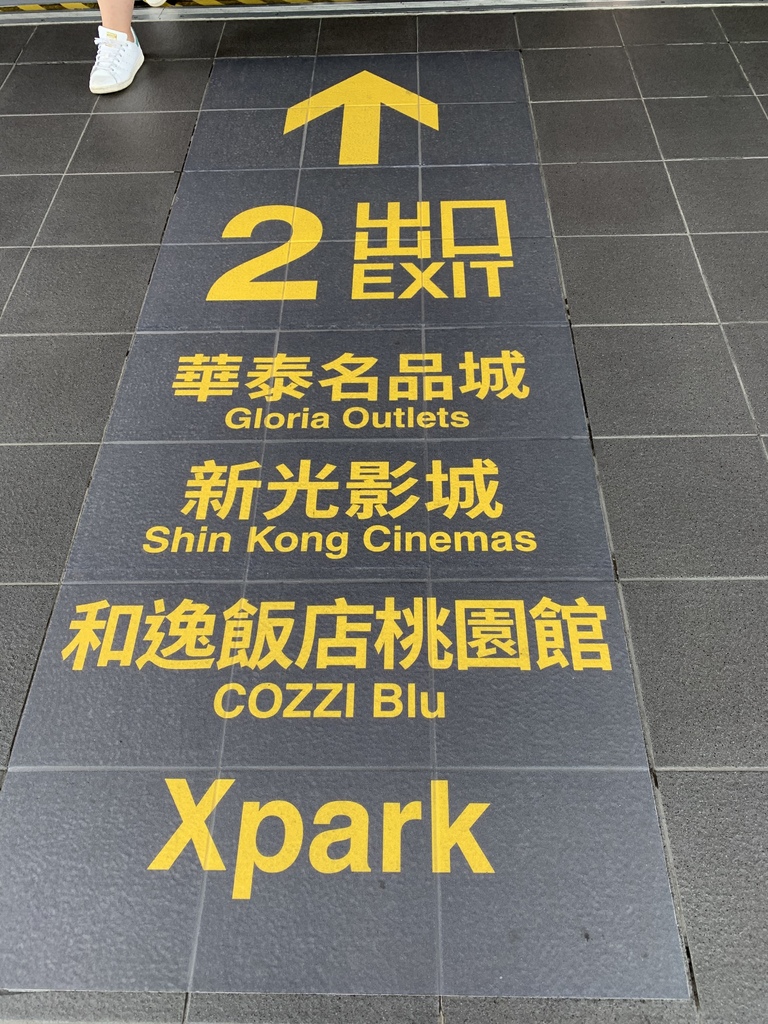 2 出口
EXIT
華泰名品城
Gloria Outlets
新光影城
Shin Kong Cinemas
和逸飯店桃園館
COZZI Blu
Xpark